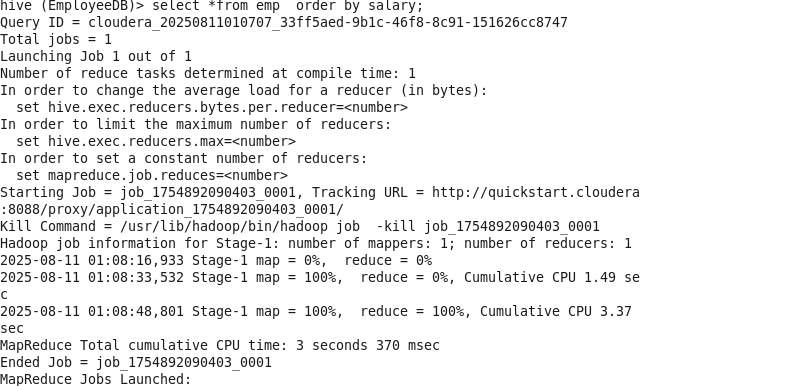 hive (EmployeeDB)> select *from emp  order by salary;
Query ID = cloudera_20250811010707_33ff5aed-9b1c-46f8-8c91-151626cc8747
Total jobs = 1
Launching Job 1 out of 1
Number of reduce tasks determined at compile time: 1
In order to change the average load for a reducer (in bytes):
  set hive.exec.reducers.bytes.per.reducer=<number>
In order to limit the maximum number of reducers:
  set hive.exec.reducers.max=<number>
In order to set a constant number of reducers:
  set mapreduce.job.reduces=<number>
Starting Job = job_1754892090403_0001, Tracking URL = http://quickstart.cloudera
:8088/proxy/application_1754892090403_0001/
Kill Command = /usr/lib/hadoop/bin/hadoop job  -kill job_1754892090403_0001
Hadoop job information for Stage-1: number of mappers: 1; number of reducers: 1
2025-08-11 01:08:16,933 Stage-1 map = 0%,  reduce = 0%
2025-08-11 01:08:33,532 Stage-1 map = 100%,  reduce = 0%, Cumulative CPU 1.49 se
c
2025-08-11 01:08:48,801 Stage-1 map = 100%,  reduce = 100%, Cumulative CPU 3.37
sec
MapReduce Total cumulative CPU time: 3 seconds 370 msec
Ended Job = job_1754892090403_0001
MapReduce Jobs Launched: